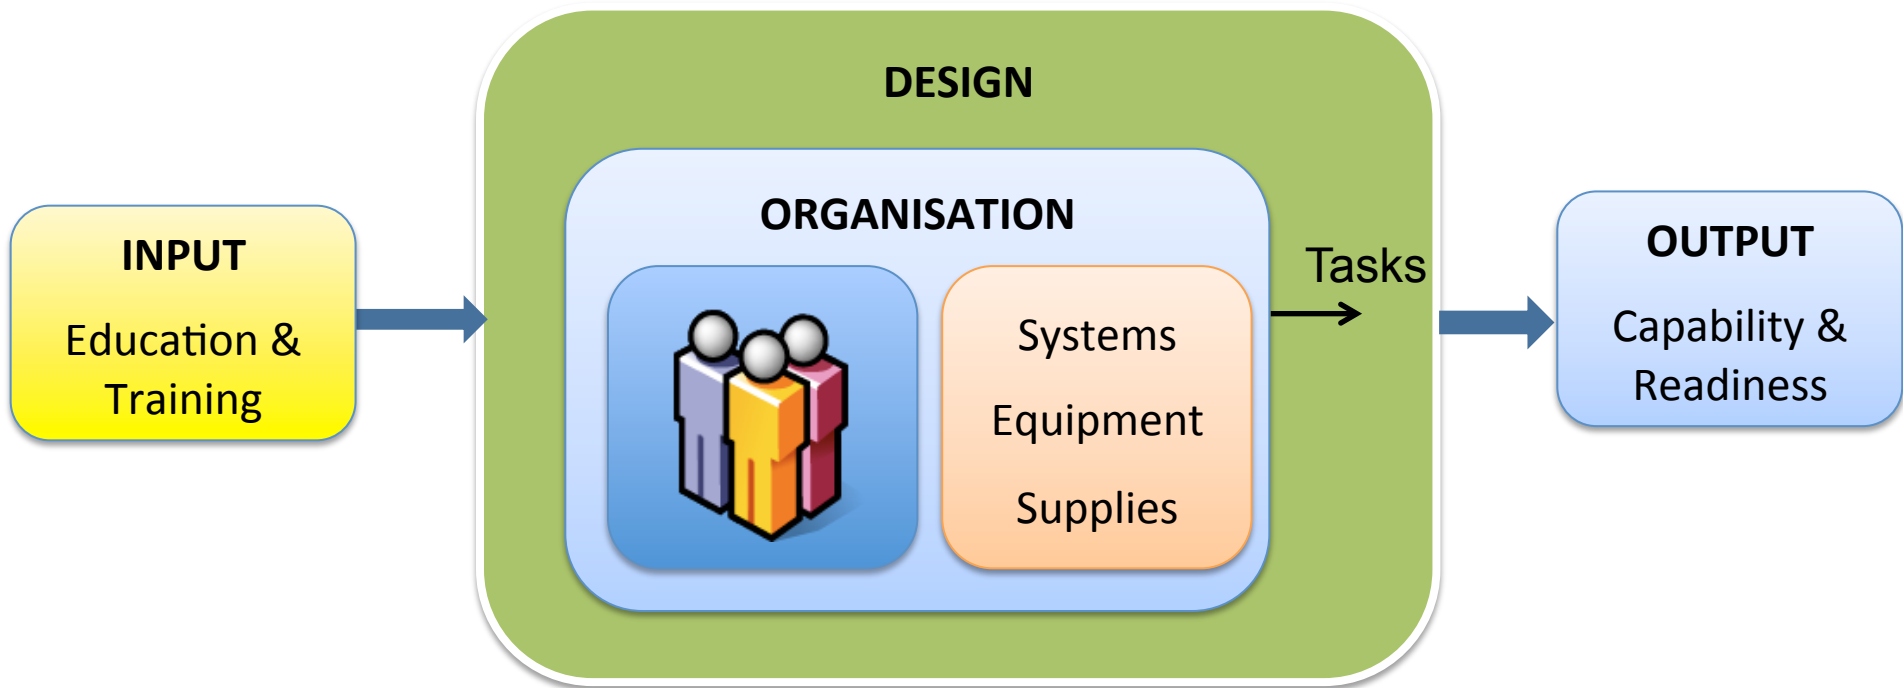 DESIGN
ORGANISATION
INPUT
Education &
Training
Systems
Equipment
Supplies
Tasks
OUTPUT
Capability &
Readiness